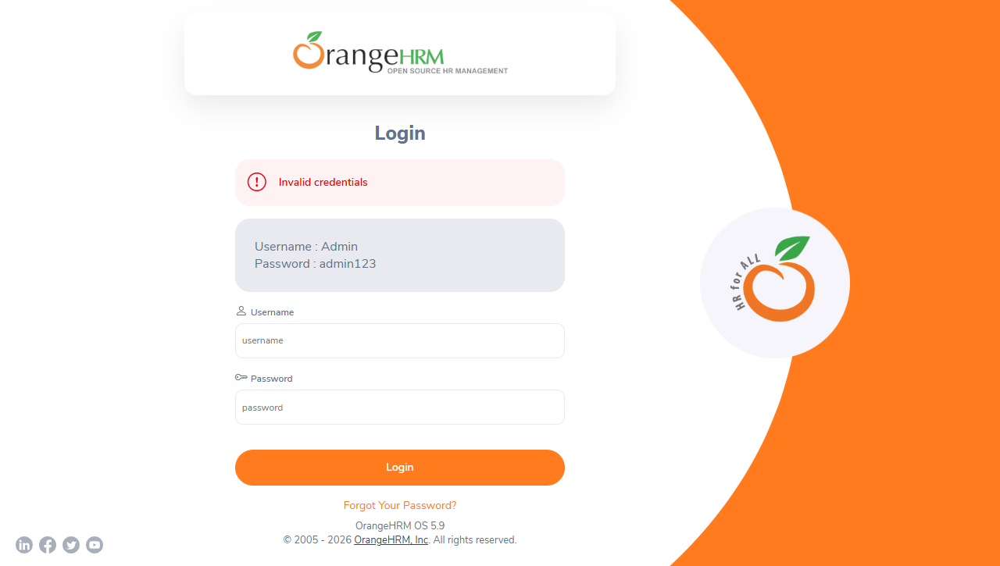 OrangeHRM
OPEN SOURCE HR MANAGEMENT
Login
Invalid credentials
Username : Admin
Password : admin123
Username
username
Password
password
Login
Forgot Your Password?
OrangeHRM OS 5.9
© 2005 - 2026 OrangeHRM, Inc. All rights reserved.
HR for ALL